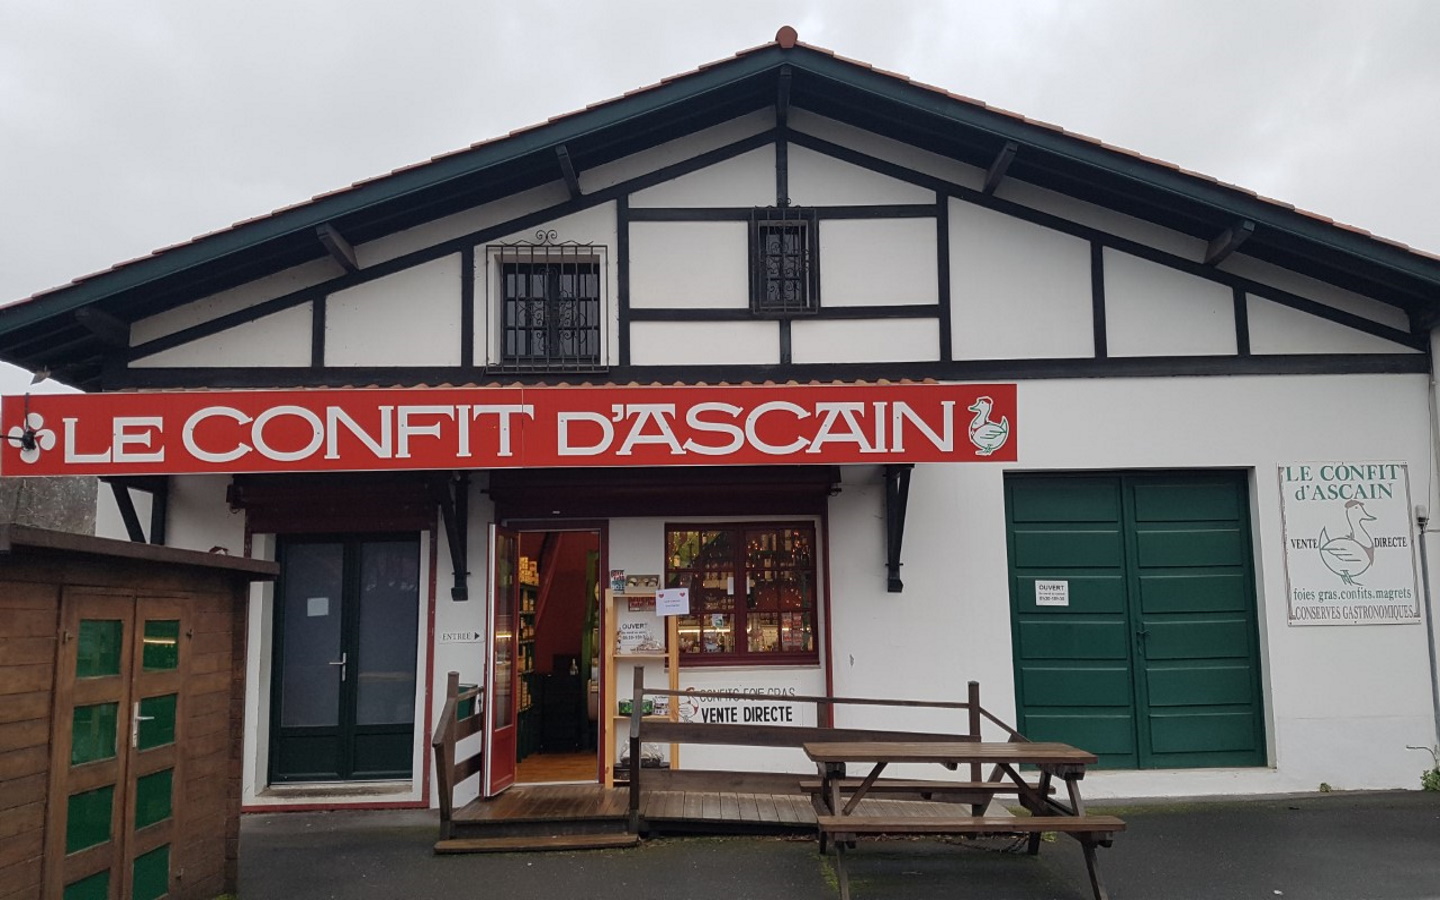 LE CONFIT D'ASCAIN
LE CONFIT
d'ASCAIN
VENTE DIRECTE
foies gras.confits.magrets
CONSERVES GASTRONOMIQUES
OUVERT
ENTREE
OUVERT
CONFITS FOIE GRAS
VENTE DIRECTE